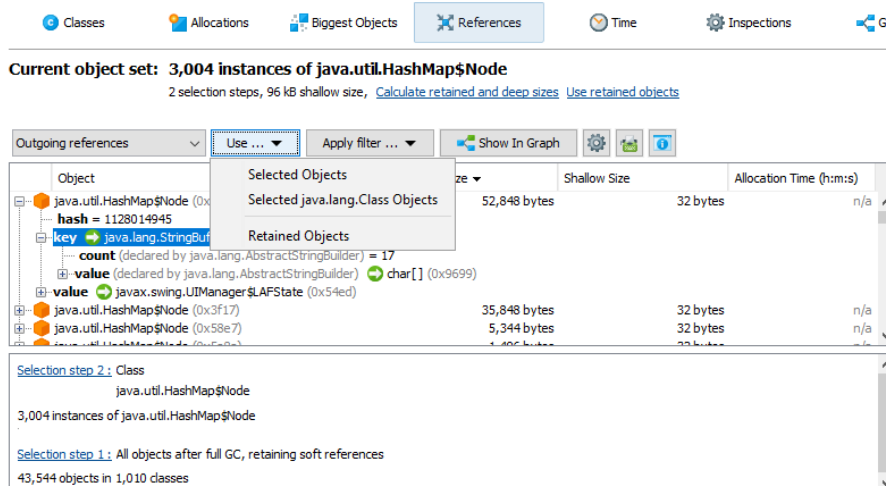 Classes Allocations Biggest Objects References Time Inspections G
Current object set: 3,004 instances of java.util.HashMap$Node
2 selection steps, 96 kB shallow size, Calculate retained and deep sizes Use retained objects
Outgoing references Use ... Apply filter ... Show In Graph
Object ze Shallow Size Allocation Time (h:m:s)
Selected Objects
Selected java.lang.Class Objects
Retained Objects
java.util.HashMap$Node (0x 52,848 bytes 32 bytes n/a
hash = 1128014945
key java.lang.StringBuf
count (declared by java.lang.AbstractStringBuilder) = 17
value (declared by java.lang.AbstractStringBuilder) char[] (0x9699)
value javax.swing.UIManager$LAFState (0x54ed)
java.util.HashMap$Node (0x3f17) 35,848 bytes 32 bytes n/a
java.util.HashMap$Node (0x58e7) 5,344 bytes 32 bytes n/a
Selection step 2 : Class
java.util.HashMap$Node
3,004 instances of java.util.HashMap$Node
Selection step 1 : All objects after full GC, retaining soft references
43,544 objects in 1,010 classes